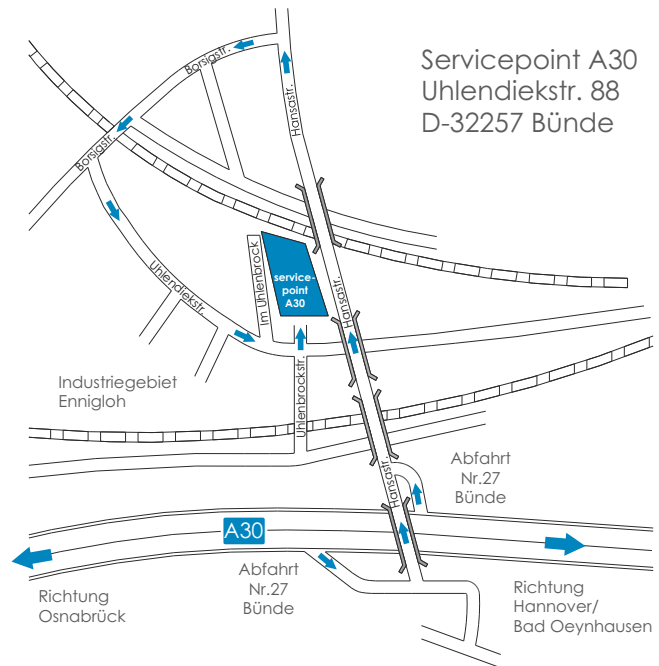 Servicepoint A30
Uhlendiekstr. 88
D-32257 Bünde
Borsigstr.
Hansastr.
Borsigstr.
Uhlendiekstr.
Im Uhlenbrock
service-
point
A30
Hansastr.
Industriegebiet
Ennigloh
Uhlenbrockstr.
Hansastr.
Abfahrt
Nr.27
Bünde
A30
Abfahrt
Nr.27
Bünde
Richtung
Osnabrück
Richtung
Hannover/
Bad Oeynhausen